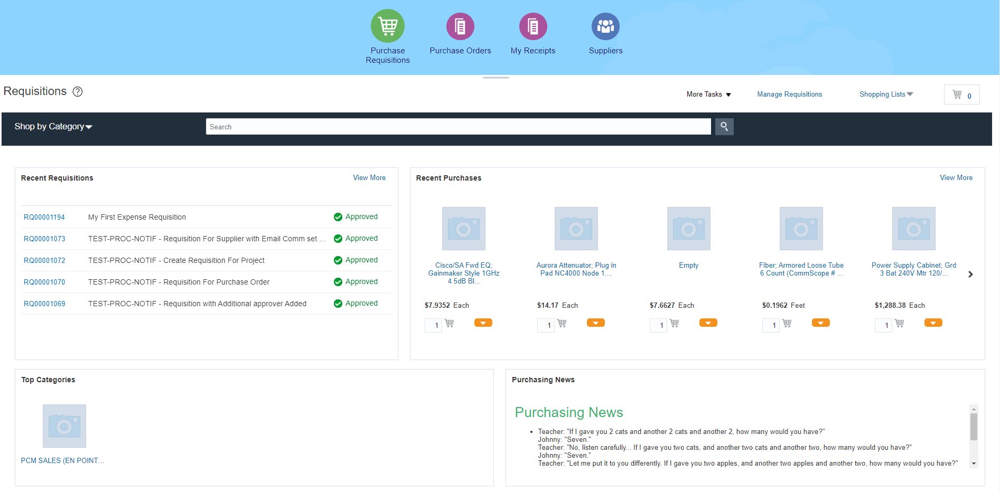 Purchase
Requisitions
Purchase Orders
My Receipts
Suppliers
Requisitions ?
More Tasks
Manage Requisitions
Shopping Lists
0
Shop by Category
Search
Recent Requisitions
View More
RQ00001194 My First Expense Requisition Approved
RQ00001073 TEST-PROC-NOTIF - Requisition For Supplier with Email Comm set ... Approved
RQ00001072 TEST-PROC-NOTIF - Create Requisition For Project Approved
RQ00001070 TEST-PROC-NOTIF - Requisition For Purchase Order Approved
RQ00001069 TEST-PROC-NOTIF - Requisition with Additional approver Added Approved
Recent Purchases
View More
Cisco/SA Fwd EQ;
Gainmaker Style 1GHz
4.5dB BI...
$7.9352 Each
1
Aurora Attenuator; Plug in
Pad NC4000 Node 1....
$14.17 Each
1
Empty
$7.6627 Each
1
Fiber; Armored Loose Tube
6 Count (CommScope # ...
$0.1962 Feet
1
Power Supply Cabinet; Grd
3 Bat 240V Mtr 120/...
$1,288.38 Each
1
Top Categories
PCM SALES (EN POINT...
Purchasing News
Purchasing News
• Teacher: "If I gave you 2 cats and another 2 cats and another 2, how many would you have?"
Johnny: "Seven."
Teacher: "No, listen carefully... If I gave you two cats, and another two cats and another two, how many would you have?"
Johnny: "Seven."
Teacher: "Let me put it to you differently. If I gave you two apples, and another two apples and another two, how many would you have?"